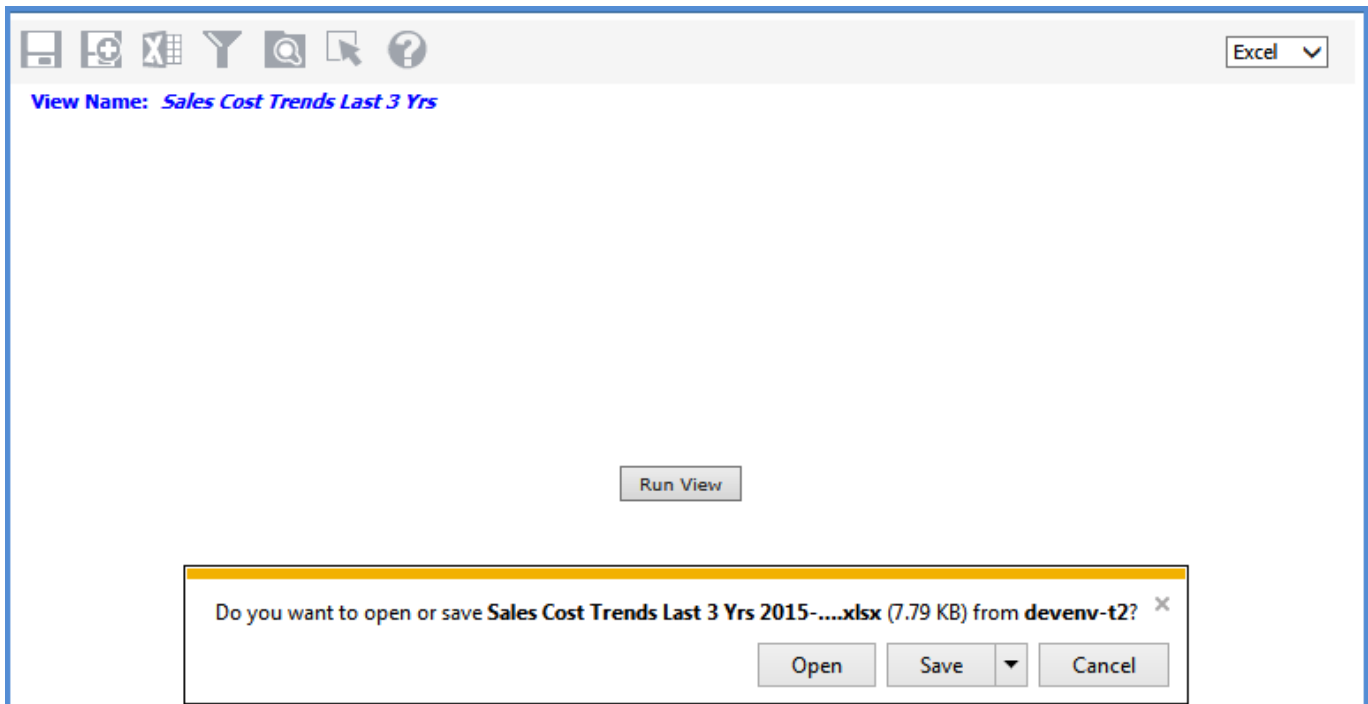 Excel
View Name: Sales Cost Trends Last 3 Yrs
Run View
Do you want to open or save Sales Cost Trends Last 3 Yrs 2015-....xlsx (7.79 KB) from devenv-t2?
Open Save Cancel